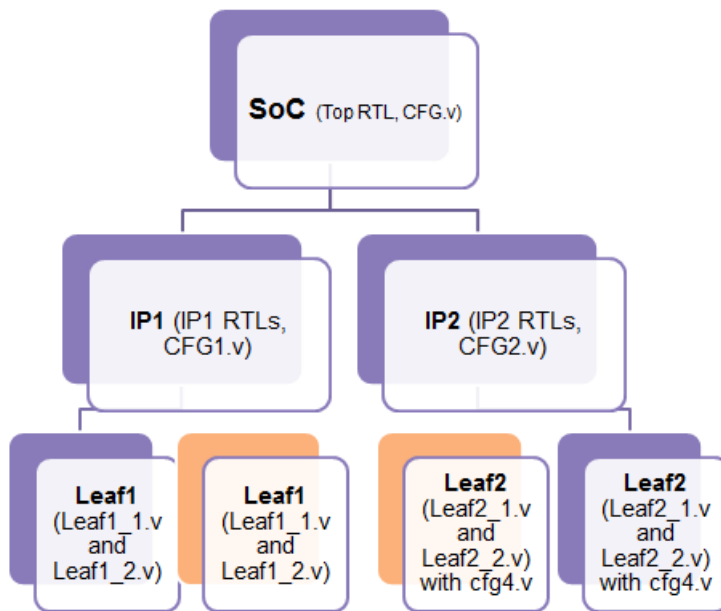 SoC (Top RTL, CFG.v)
IP1 (IP1 RTLs,
CFG1.v)
IP2 (IP2 RTLs,
CFG2.v)
Leaf1
(Leaf1_1.v
and
Leaf1_2.v)
Leaf1
(Leaf1_1.v
and
Leaf1_2.v)
Leaf2
(Leaf2_1.v
and
Leaf2_2.v)
with cfg4.v
Leaf2
(Leaf2_1.v
and
Leaf2_2.v)
with cfg4.v